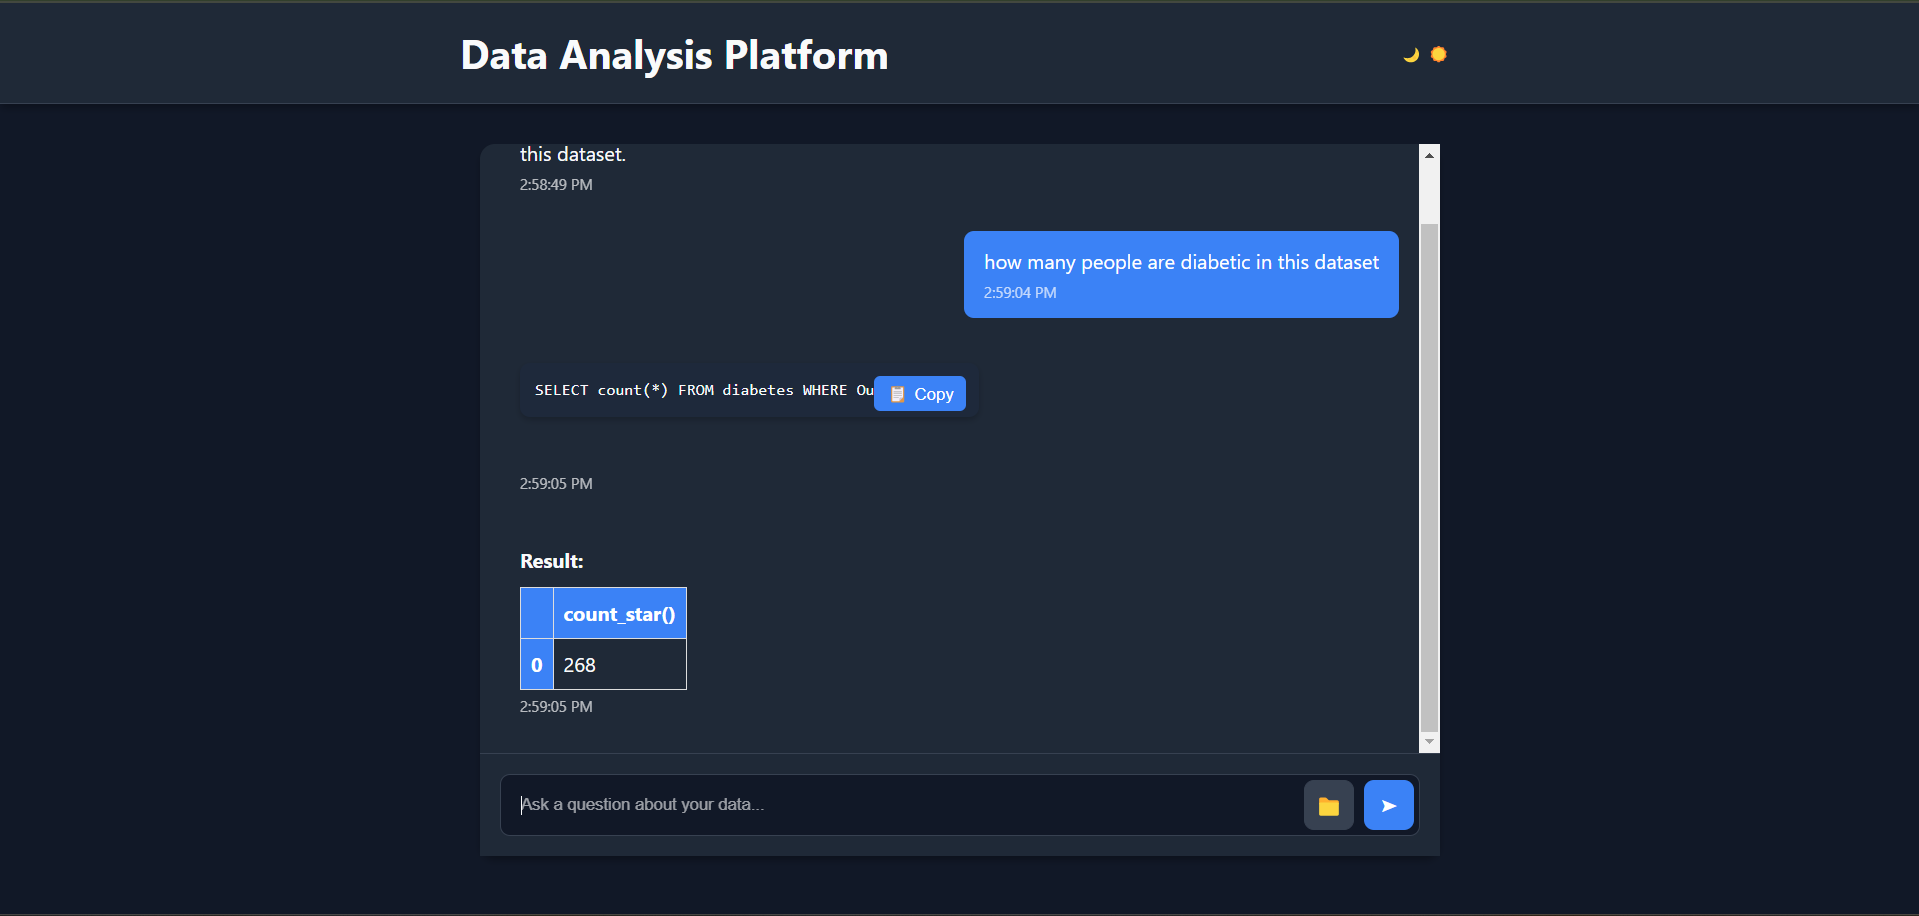 Data Analysis Platform
this dataset.
2:58:49 PM
how many people are diabetic in this dataset
2:59:04 PM
SELECT count(*) FROM diabetes WHERE Ou
Copy
2:59:05 PM
Result:
count_star()
0 268
2:59:05 PM
Ask a question about your data...